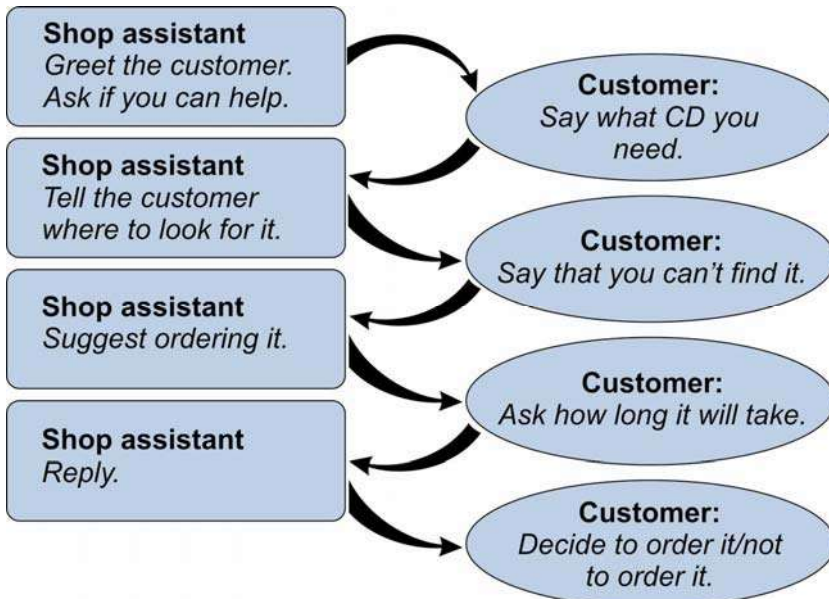 Shop assistant
Greet the customer.
Ask if you can help.
Customer:
Say what CD you
need.
Shop assistant
Tell the customer
where to look for it.
Customer:
Say that you can't find it.
Shop assistant
Suggest ordering it.
Customer:
Ask how long it will take.
Shop assistant
Reply.
Customer:
Decide to order it/not
to order it.